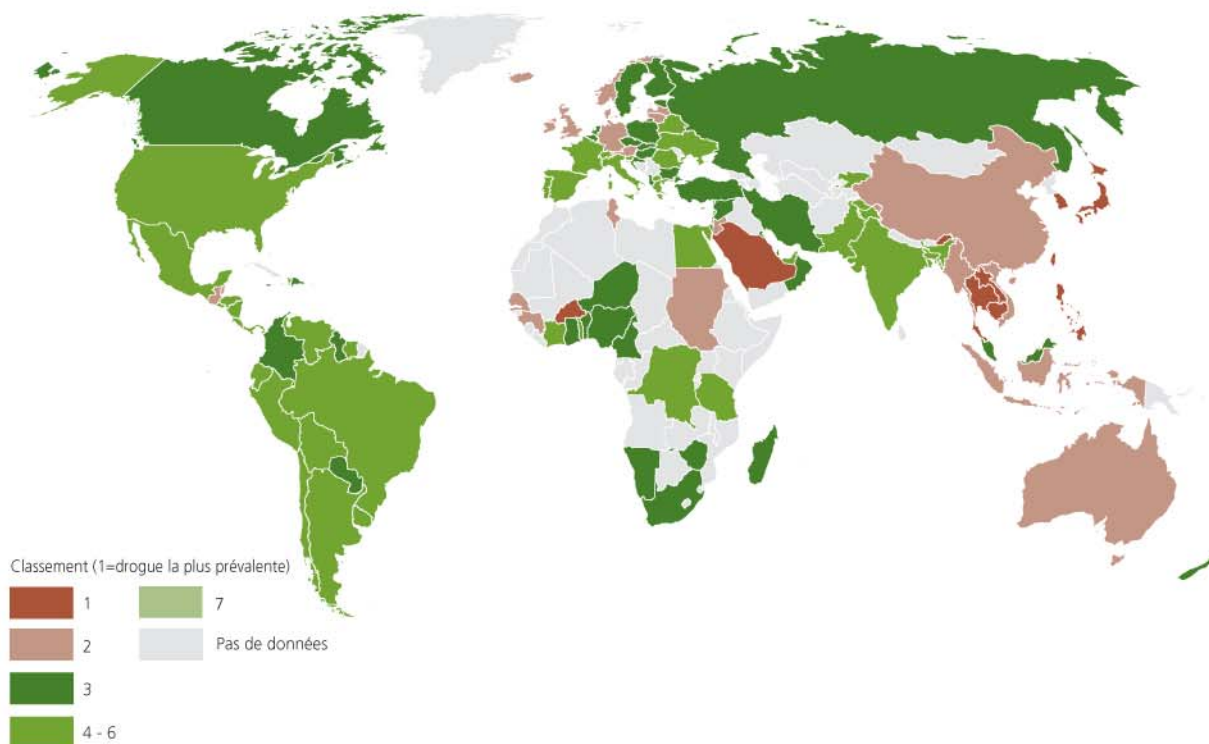 Classement (1=drogue la plus prévalente)
1
7
2
Pas de données
3
4 - 6